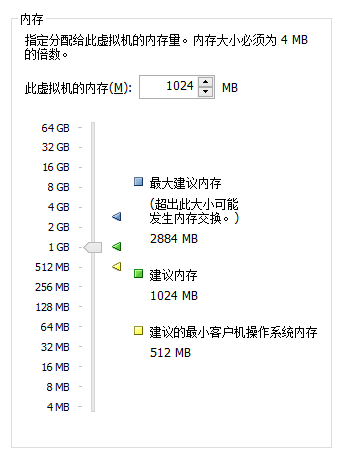 内存
指定分配给此虚拟机的内存量。内存大小必须为 4 MB
的倍数。
此虚拟机的内存(M): 1024 MB
64 GB
32 GB
16 GB
8 GB
4 GB
2 GB
1 GB
512 MB
256 MB
128 MB
64 MB
32 MB
16 MB
8 MB
4 MB
最大建议内存
(超出此大小可能
发生内存交换。)
2884 MB
建议内存
1024 MB
建议的最小客户机操作系统内存
512 MB